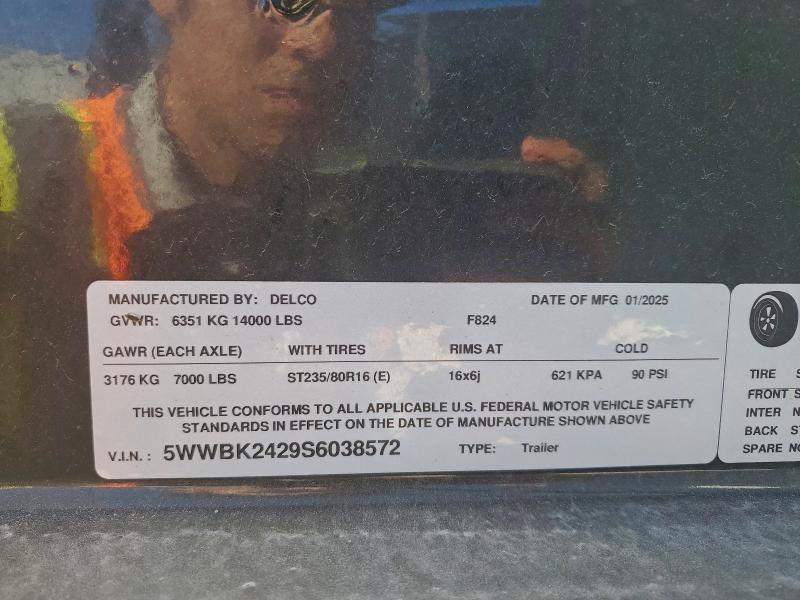 MANUFACTURED BY: DELCO DATE OF MFG 01/2025
GVWR: 6351 KG 14000 LBS F824
GAWR (EACH AXLE) WITH TIRES RIMS AT COLD
3176 KG 7000 LBS ST235/80R16 (E) 16x6j 621 KPA 90 PSI
THIS VEHICLE CONFORMS TO ALL APPLICABLE U.S. FEDERAL MOTOR VEHICLE SAFETY
STANDARDS IN EFFECT ON THE DATE OF MANUFACTURE SHOWN ABOVE
V.I.N. : 5WWBK2429S6038572 TYPE: Trailer
TIRE S
FRONT S
INTER N
BACK ST
SPARE NO